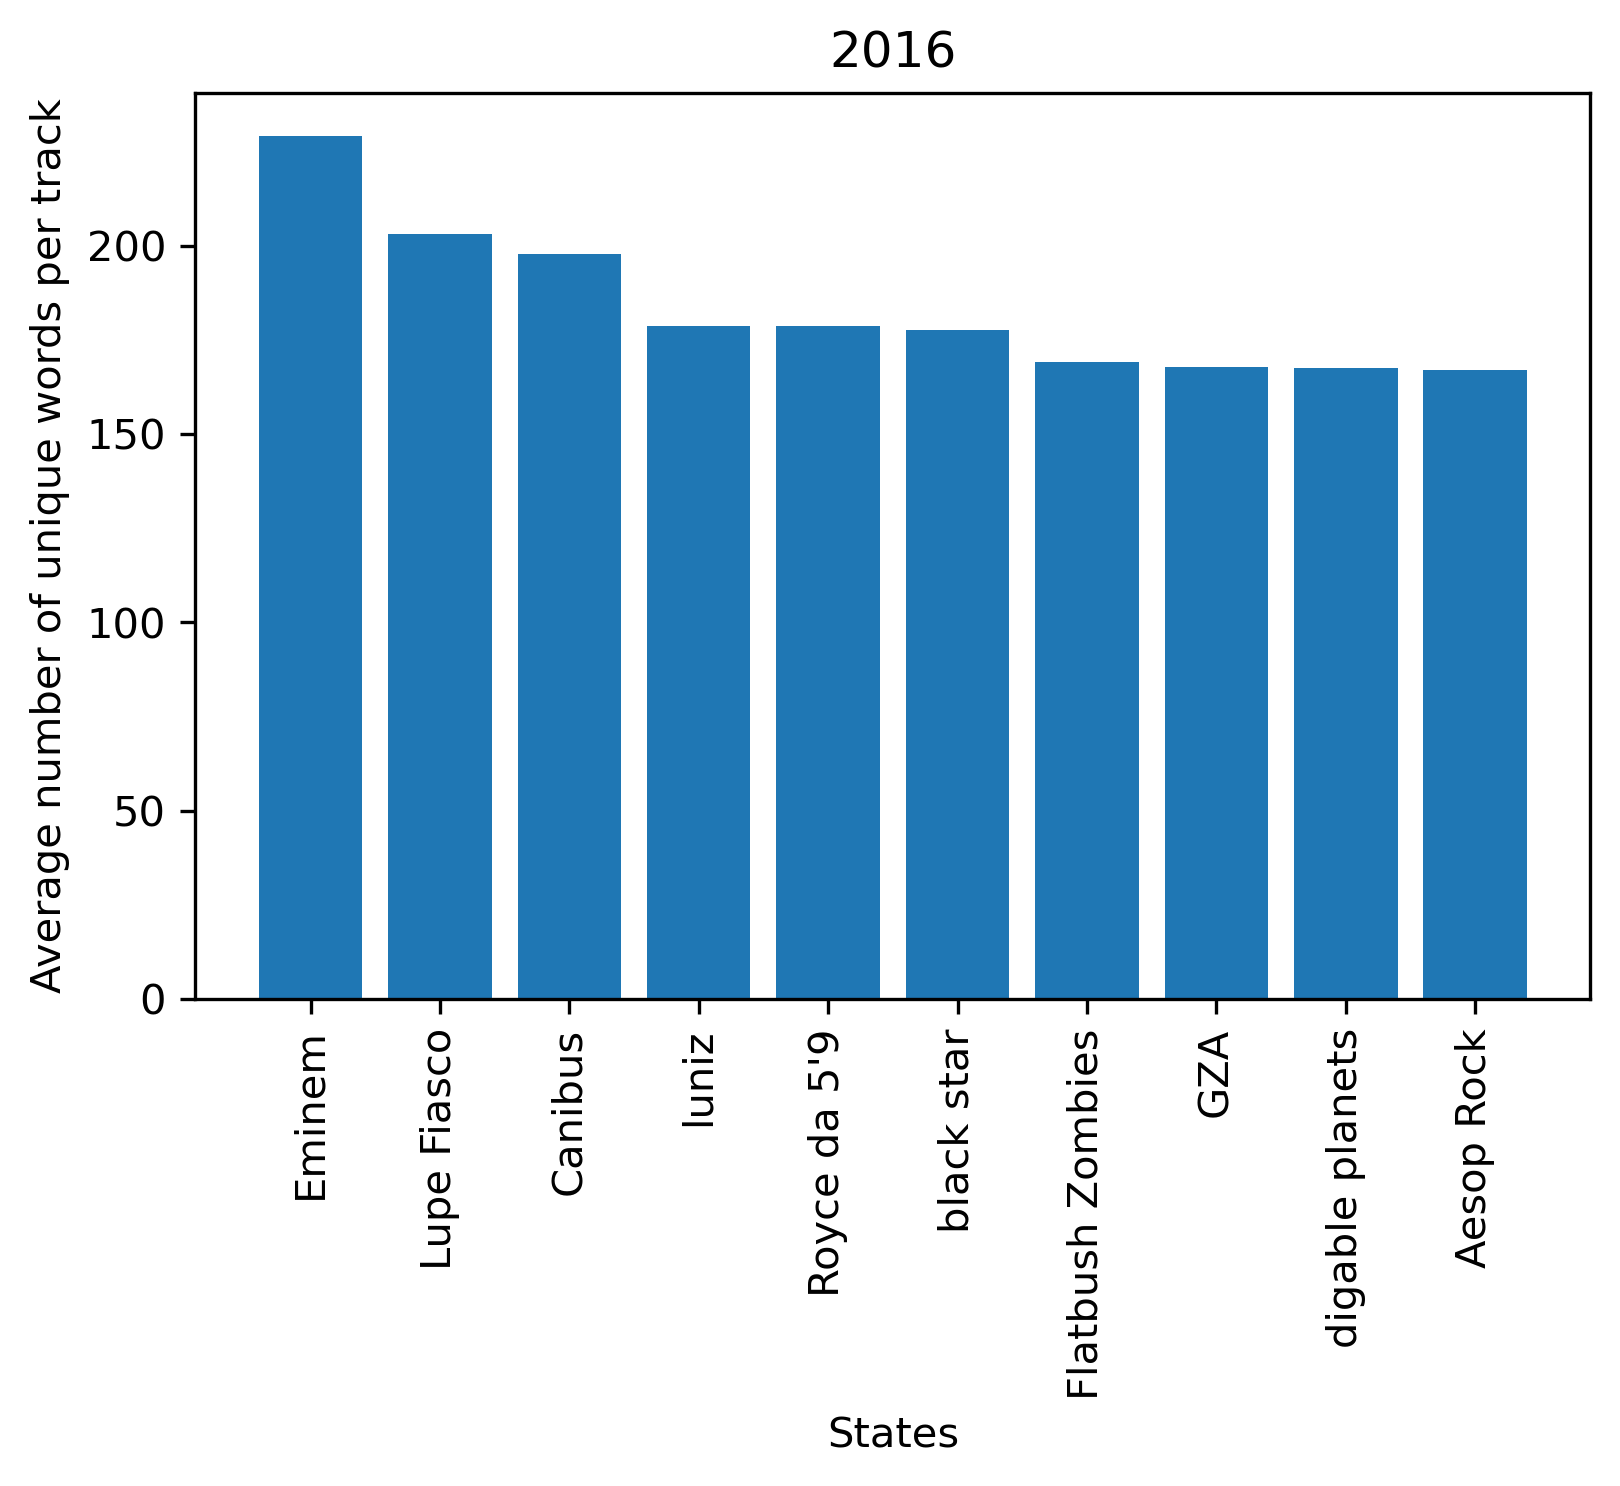 2016
Average number of unique words per track
200
150
100
50
0
Eminem
Lupe Fiasco
Canibus
luniz
Royce da 5'9
black star
Flatbush Zombies
GZA
digable planets
Aesop Rock
States